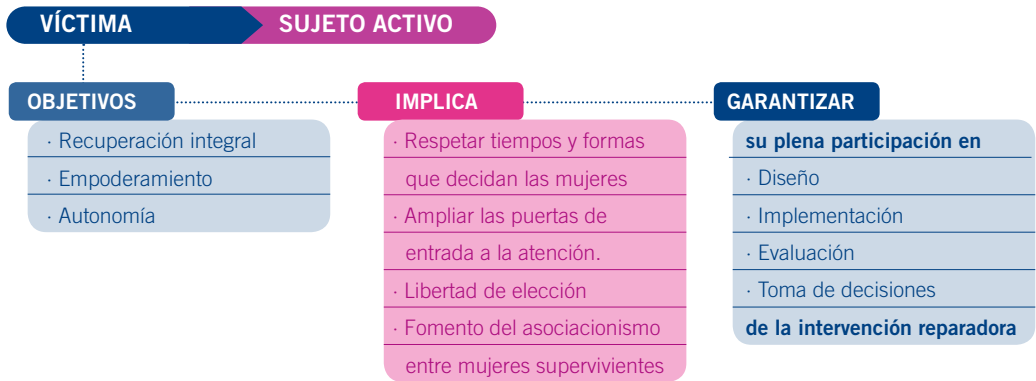 VÍCTIMA
SUJETO ACTIVO
OBJETIVOS
· Recuperación integral
· Empoderamiento
· Autonomía
IMPLICA
· Respetar tiempos y formas
que decidan las mujeres
· Ampliar las puertas de
entrada a la atención.
· Libertad de elección
· Fomento del asociacionismo
entre mujeres supervivientes
GARANTIZAR
su plena participación en
· Diseño
· Implementación
· Evaluación
· Toma de decisiones
de la intervención reparadora